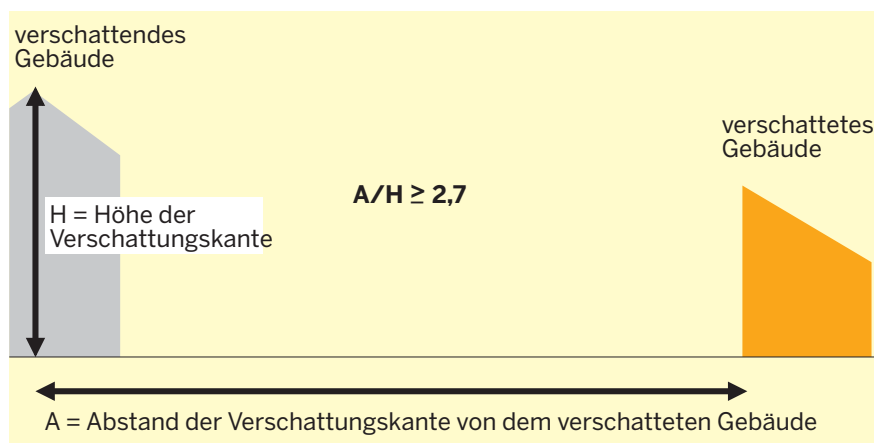 verschattendes
Gebäude
verschattetes
Gebäude
A/H ≥ 2,7
H = Höhe der
Verschattungskante
A = Abstand der Verschattungskante von dem verschatteten Gebäude